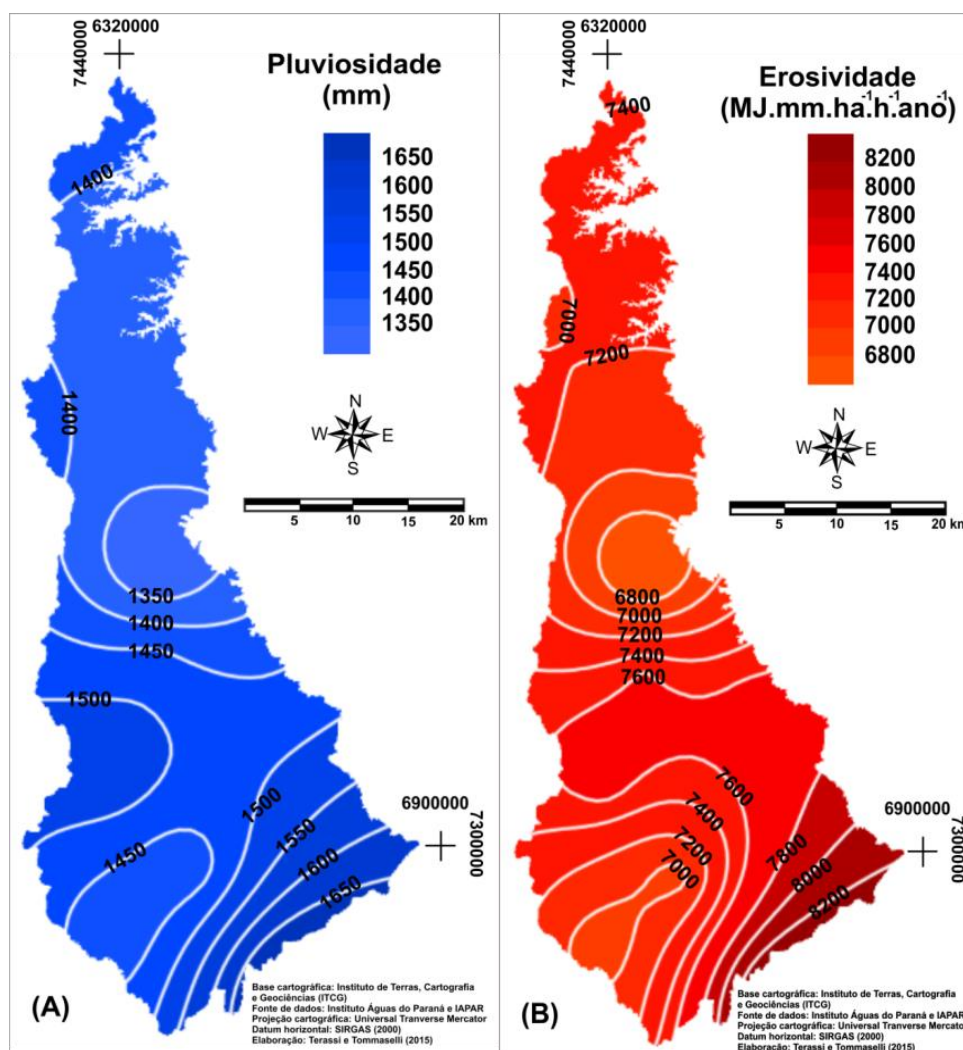 6320000
7440000
Pluviosidade
(mm)
1650
1600
1550
1500
1450
1400
1350
N
W E
S
5 10 15 20 km
1400
1400
1350
1400
1450
1500
1500
1550
1600
1650
1450
6900000
7300000
(A)
Base cartográfica: Instituto de Terras, Cartografia
e Geociências (ITCG)
Fonte de dados: Instituto Águas do Paraná e IAPAR
Projeção cartográfica: Universal Tranverse Mercator
Datum horizontal: SIRGAS (2000)
Elaboração: Terassi e Tommaselli (2015)
6320000
7440000
Erosividade
(MJ.mm.ha⁻¹h⁻¹.ano⁻¹)
8200
8000
7800
7600
7400
7200
7000
6800
N
W E
S
5 10 15 20 km
7400
7000
7200
6800
7000
7200
7400
7600
7600
7400
7200
7000
7800
8000
8200
6900000
7300000
(B)
Base cartográfica: Instituto de Terras, Cartografia
e Geociências (ITCG)
Fonte de dados: Instituto Águas do Paraná e IAPAR
Projeção cartográfica: Universal Tranverse Mercator
Datum horizontal: SIRGAS (2000)
Elaboração: Terassi e Tommaselli (2015)